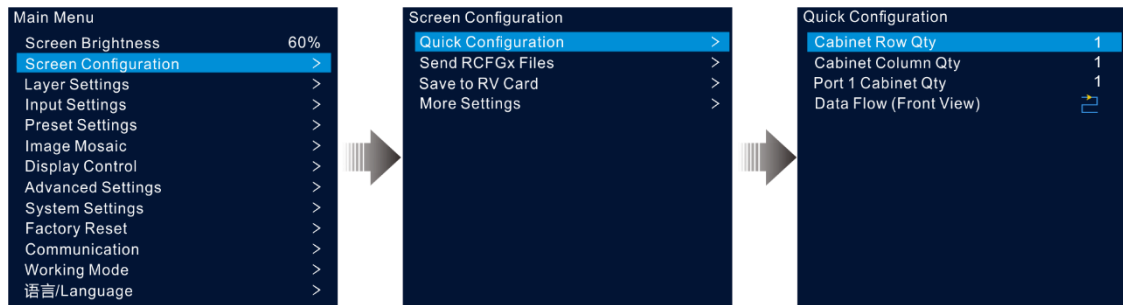 Main Menu
Screen Brightness 60%
Screen Configuration >
Layer Settings >
Input Settings >
Preset Settings >
Image Mosaic >
Display Control >
Advanced Settings >
System Settings >
Factory Reset >
Communication >
Working Mode >
语言/Language >
Screen Configuration
Quick Configuration >
Send RCFGx Files >
Save to RV Card >
More Settings >
Quick Configuration
Cabinet Row Qty 1
Cabinet Column Qty 1
Port 1 Cabinet Qty 1
Data Flow (Front View)